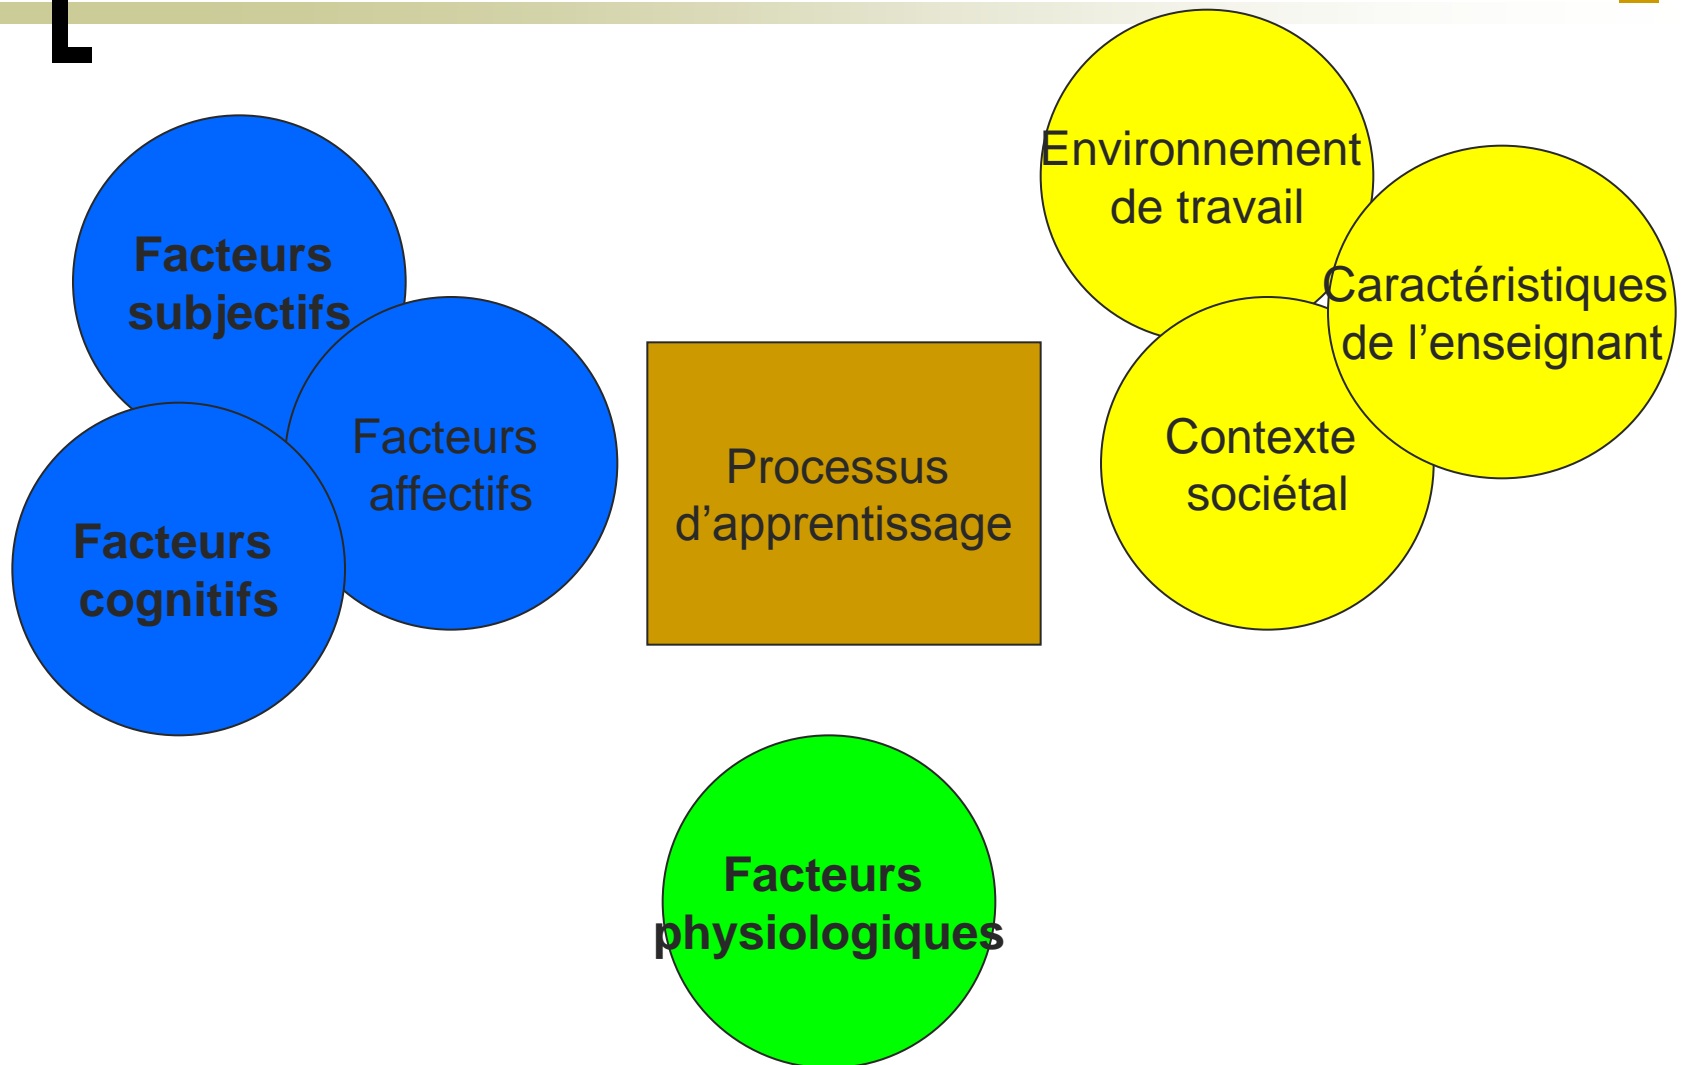 Facteurs
subjectifs
Facteurs
affectifs
Facteurs
cognitifs
Processus
d’apprentissage
Environnement
de travail
Caractéristiques
de l’enseignant
Contexte
sociétal
Facteurs
physiologiques